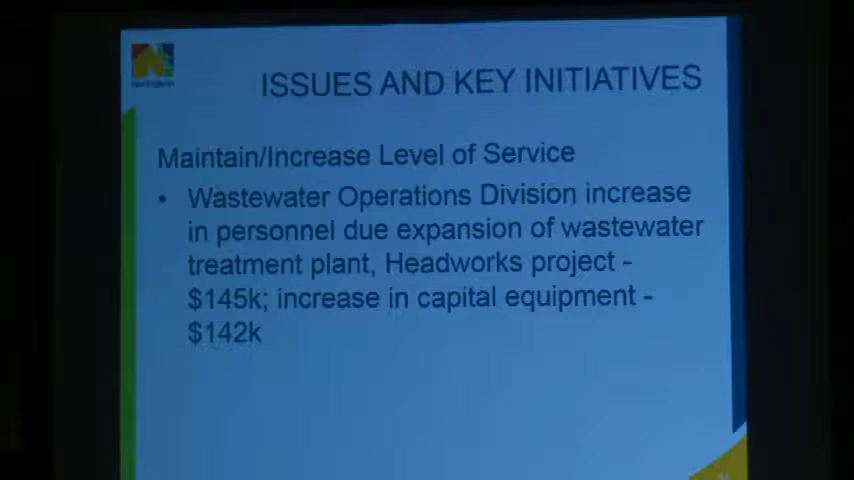 ISSUES AND KEY INITIATIVES
Maintain/Increase Level of Service
• Wastewater Operations Division increase
in personnel due expansion of wastewater
treatment plant, Headworks project -
$145k; increase in capital equipment -
$142k